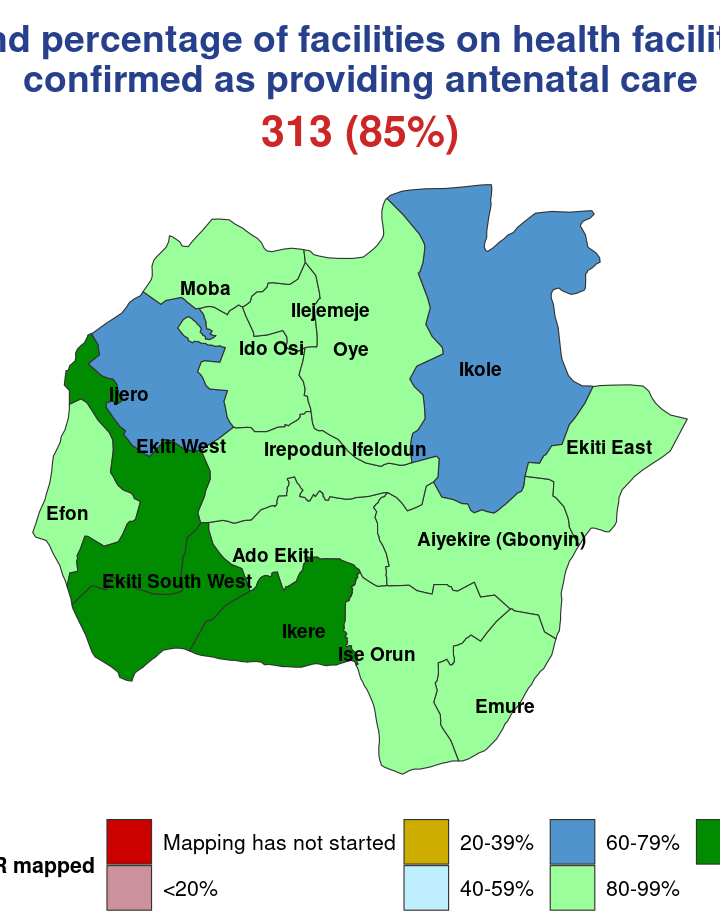 nd percentage of facilities on health facilit
confirmed as providing antenatal care
313 (85%)
Moba
Ilejemeje
Ido Osi
Oye
Ikole
Ijero
Ekiti West
Irepodun Ifelodun
Ekiti East
Efon
Aiyekire (Gbonyin)
Ado Ekiti
Ekiti South West
Ikere
Ise Orun
Emure
R mapped
Mapping has not started
20-39%
60-79%
<20%
40-59%
80-99%